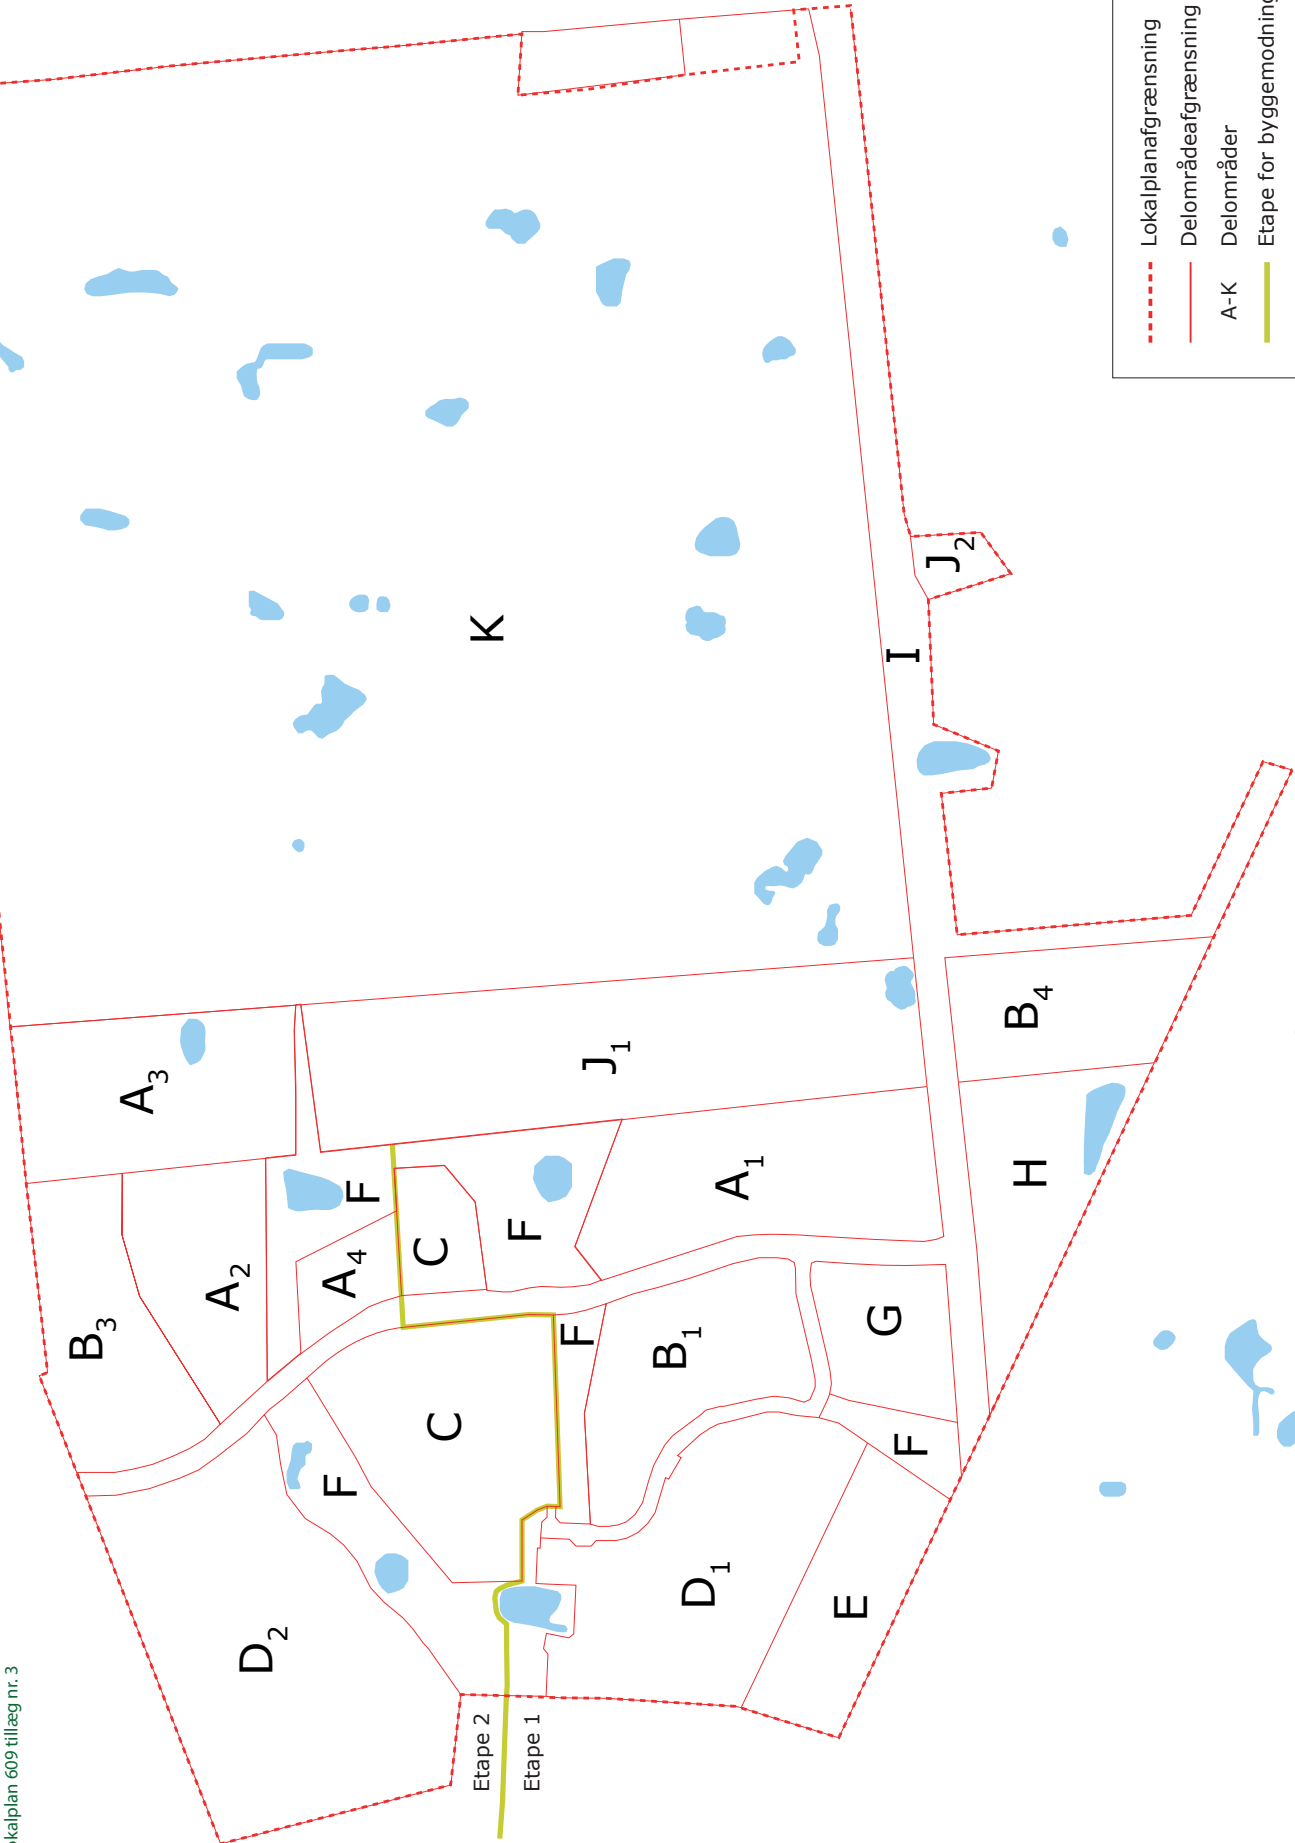 okalplan 609 tillæg nr. 3
D2
B3
A2
A3
F
A4
F
C
C
F
F
J1
K
B1
A1
D1
E
G
F
H
B4
I
J2
Etape 2
Etape 1
Lokalplanafgrænsning
Delområdeafgrænsning
A-K Delområder
Etape for byggemodning